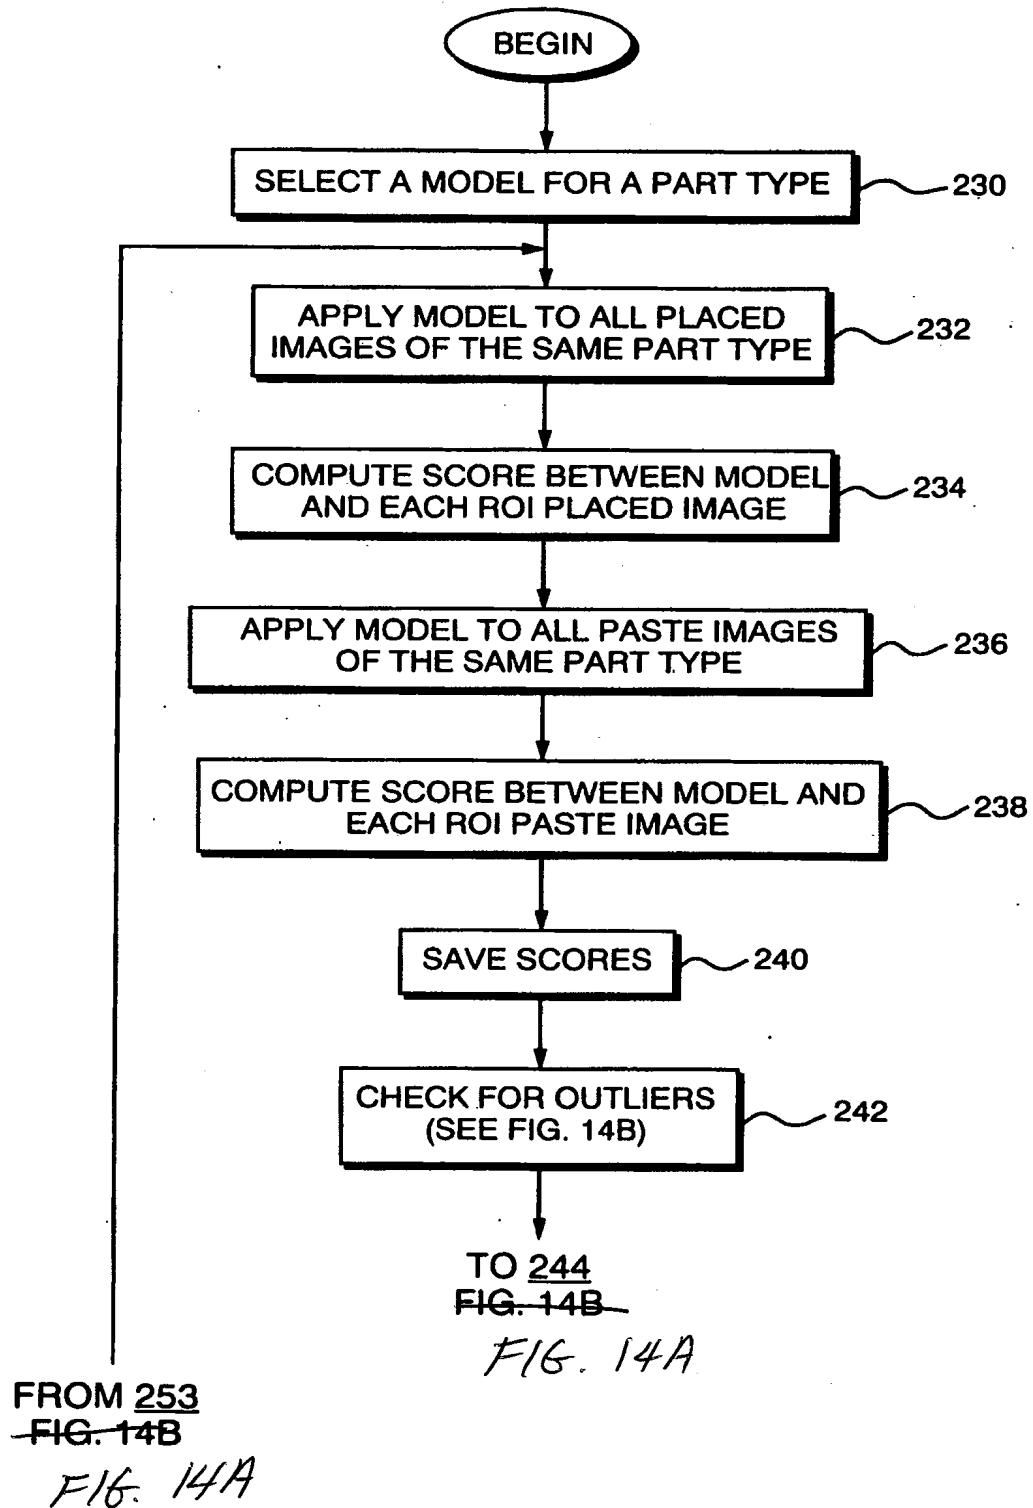 BEGIN
SELECT A MODEL FOR A PART TYPE
230
APPLY MODEL TO ALL PLACED
IMAGES OF THE SAME PART TYPE
232
COMPUTE SCORE BETWEEN MODEL
AND EACH ROI PLACED IMAGE
234
APPLY MODEL TO ALL PASTE IMAGES
OF THE SAME PART TYPE
236
COMPUTE SCORE BETWEEN MODEL AND
EACH ROI PASTE IMAGE
238
SAVE SCORES
240
CHECK FOR OUTLIERS
(SEE FIG. 14B)
242
TO 244
FIG. 14B
FIG. 14A
FROM 253
FIG. 14B
FIG. 14A